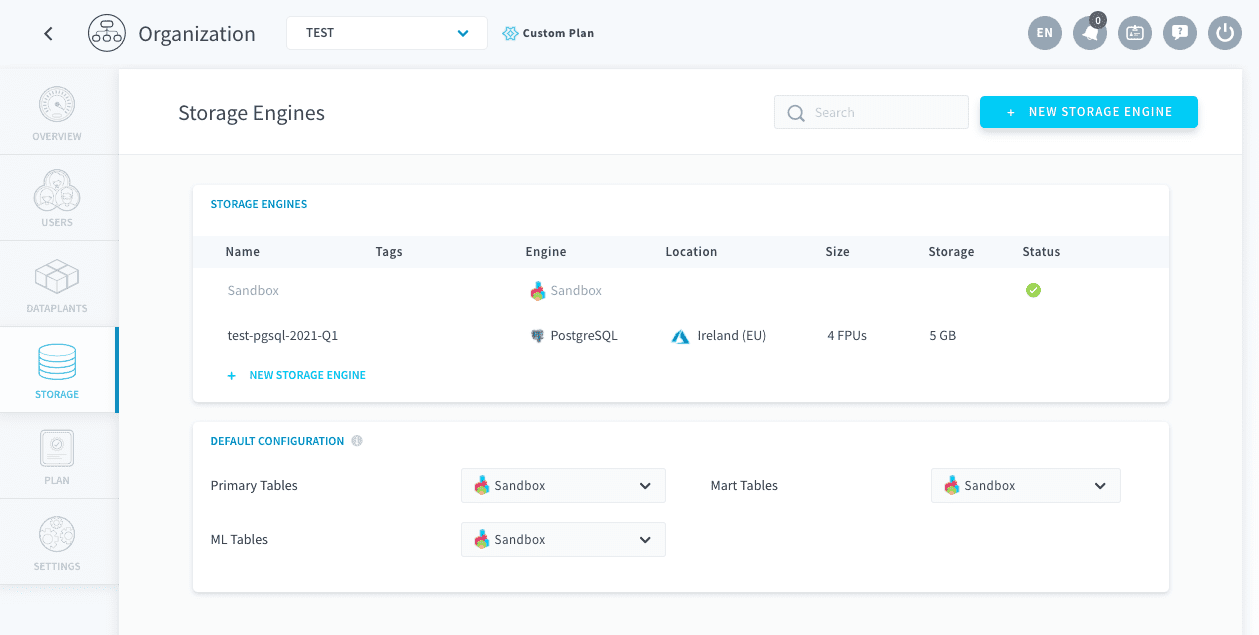 Organization
TEST
Custom Plan
EN
0
?
OVERVIEW
USERS
DATAPLANTS
STORAGE
PLAN
SETTINGS
Storage Engines
Search
+ NEW STORAGE ENGINE
STORAGE ENGINES
Name Tags Engine Location Size Storage Status
Sandbox Sandbox
test-pgsql-2021-Q1 PostgreSQL Ireland (EU) 4 FPUs 5 GB
+ NEW STORAGE ENGINE
DEFAULT CONFIGURATION i
Primary Tables Sandbox Mart Tables Sandbox
ML Tables Sandbox